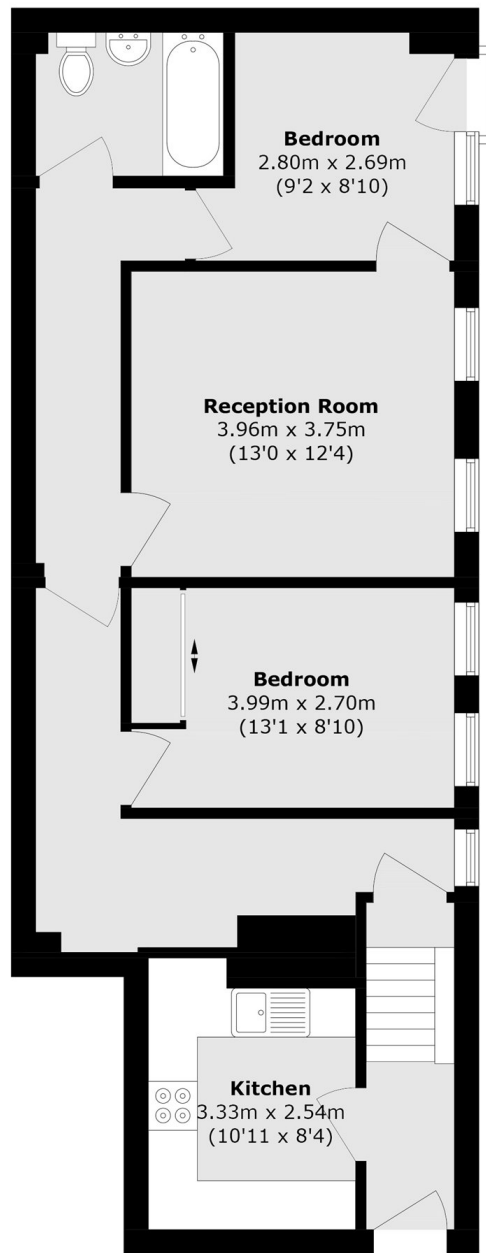 Bedroom
2.80m x 2.69m
(9'2 x 8'10)
Reception Room
3.96m x 3.75m
(13'0 x 12'4)
Bedroom
3.99m x 2.70m
(13'1 x 8'10)
Kitchen
3.33m x 2.54m
(10'11 x 8'4)